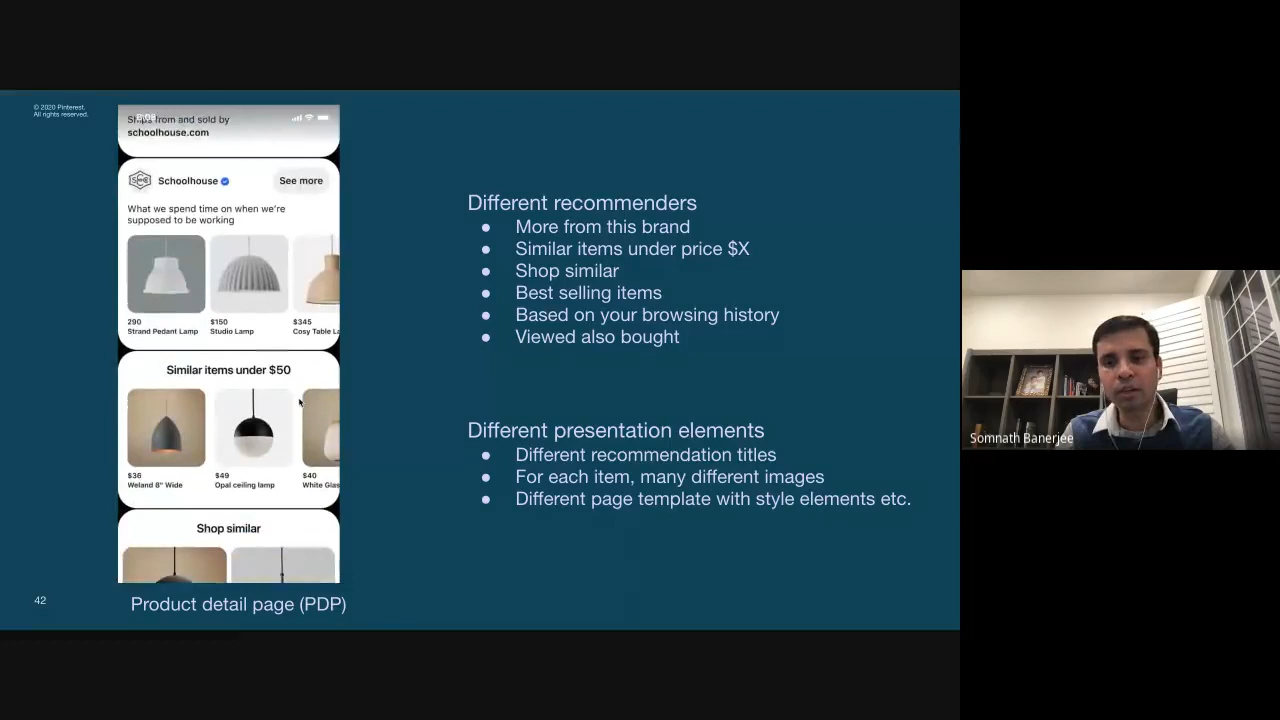 © 2020 Pinterest.
All rights reserved.
Ships from and sold by
schoolhouse.com
Schoolhouse
See more
What we spend time on when we're
supposed to be working
290
Strand Pedant Lamp
$150
Studio Lamp
$345
Cosy Table
Similar items under $50
$36
Weland 8" Wide
$49
Opal ceiling lamp
$40
White
Shop similar
42
Product detail page (PDP)
Different recommenders
● More from this brand
● Similar items under price $X
● Shop similar
● Best selling items
● Based on your browsing history
● Viewed also bought
Different presentation elements
● Different recommendation titles
● For each item, many different images
● Different page template with style elements etc.
Somnath Banerjee